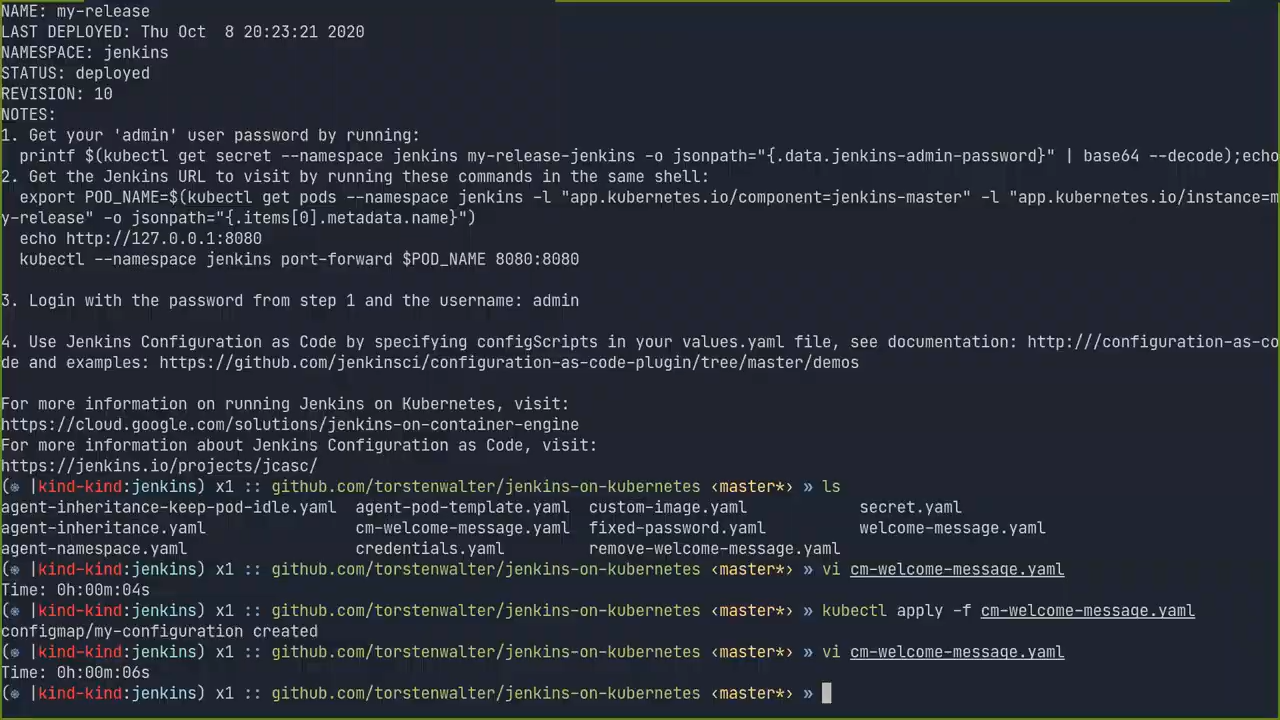 NAME: my-release
LAST DEPLOYED: Thu Oct  8 20:23:21 2020
NAMESPACE: jenkins
STATUS: deployed
REVISION: 10
NOTES:
1. Get your 'admin' user password by running:
  printf $(kubectl get secret --namespace jenkins my-release-jenkins -o jsonpath="{.data.jenkins-admin-password}" | base64 --decode);echo
2. Get the Jenkins URL to visit by running these commands in the same shell:
  export POD_NAME=$(kubectl get pods --namespace jenkins -l "app.kubernetes.io/component=jenkins-master" -l "app.kubernetes.io/instance=m
y-release" -o jsonpath="{.items[0].metadata.name}")
  echo http://127.0.0.1:8080
  kubectl --namespace jenkins port-forward $POD_NAME 8080:8080

3. Login with the password from step 1 and the username: admin

4. Use Jenkins Configuration as Code by specifying configScripts in your values.yaml file, see documentation: http:///configuration-as-co
de and examples: https://github.com/jenkinsci/configuration-as-code-plugin/tree/master/demos

For more information on running Jenkins on Kubernetes, visit:
https://cloud.google.com/solutions/jenkins-on-container-engine
For more information about Jenkins Configuration as Code, visit:
https://jenkins.io/projects/jcasc/
(⎈ |kind-kind:jenkins) x1 :: github.com/torstenwalter/jenkins-on-kubernetes ‹master*› » ls
agent-inheritance-keep-pod-idle.yaml  agent-pod-template.yaml  custom-image.yaml            secret.yaml
agent-inheritance.yaml                cm-welcome-message.yaml  fixed-password.yaml          welcome-message.yaml
agent-namespace.yaml                  credentials.yaml         remove-welcome-message.yaml
(⎈ |kind-kind:jenkins) x1 :: github.com/torstenwalter/jenkins-on-kubernetes ‹master*› » vi cm-welcome-message.yaml
Time: 0h:00m:04s
(⎈ |kind-kind:jenkins) x1 :: github.com/torstenwalter/jenkins-on-kubernetes ‹master*› » kubectl apply -f cm-welcome-message.yaml
configmap/my-configuration created
(⎈ |kind-kind:jenkins) x1 :: github.com/torstenwalter/jenkins-on-kubernetes ‹master*› » vi cm-welcome-message.yaml
Time: 0h:00m:06s
(⎈ |kind-kind:jenkins) x1 :: github.com/torstenwalter/jenkins-on-kubernetes ‹master*› »